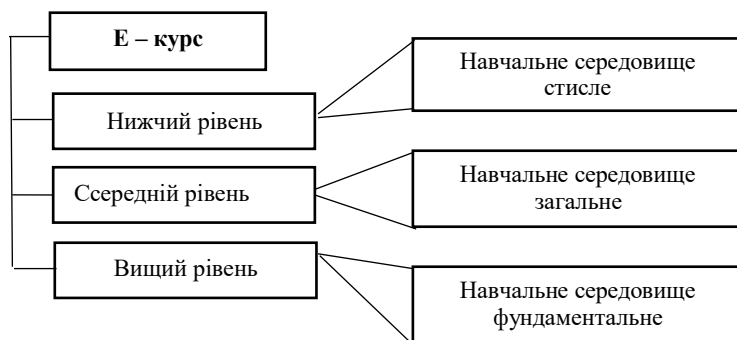 Е – курс
Навчальне середовище
стисле
Нижчий рівень
Навчальне середовище
загальне
Ссередній рівень
Вищий рівень
Навчальне середовище
фундаментальне